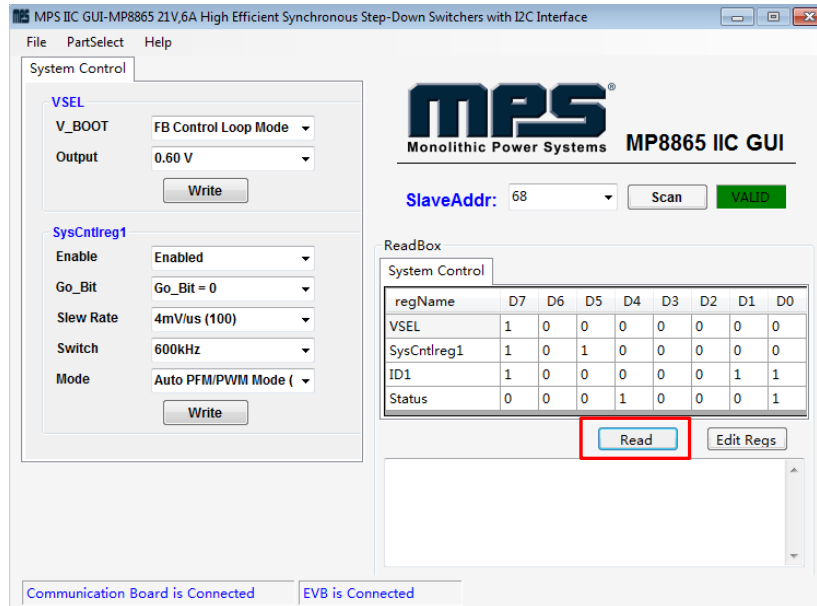 MPS IIC GUI-MP8865 21V,6A High Efficient Synchronous Step-Down Switchers with I2C Interface
File PartSelect Help
System Control
VSEL
V_BOOT FB Control Loop Mode
Output 0.60 V
Write
SysCntlreg1
Enable Enabled
Go_Bit Go_Bit = 0
Slew Rate 4mV/us (100)
Switch 600kHz
Mode Auto PFM/PWM Mode (
Write
mps®
Monolithic Power Systems MP8865 IIC GUI
SlaveAddr: 68 Scan VALID
ReadBox
System Control
regName D7 D6 D5 D4 D3 D2 D1 D0
VSEL 1 0 0 0 0 0 0 0
SysCntlreg1 1 0 1 0 0 0 0 0
ID1 1 0 0 0 0 0 1 1
Status 0 0 0 1 0 0 0 1
Read Edit Regs
Communication Board is Connected EVB is Connected